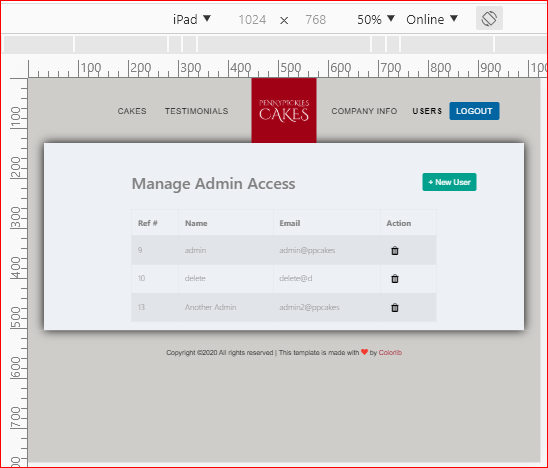 iPad ▼ 1024 × 768 50% ▼ Online ▼
100 200 300 400 500 600 700 800 900 100
100
200
300
400
500
600
700
CAKES TESTIMONIALS PENNYPICKLES CAKES COMPANY INFO USERS LOGOUT
Manage Admin Access + New User
Ref # Name Email Action
9 admin admin@ppcakes
10 delete delete@d
13 Another Admin admin2@ppcakes
Copyright ©2020 All rights reserved | This template is made with ❤ by Colorlib